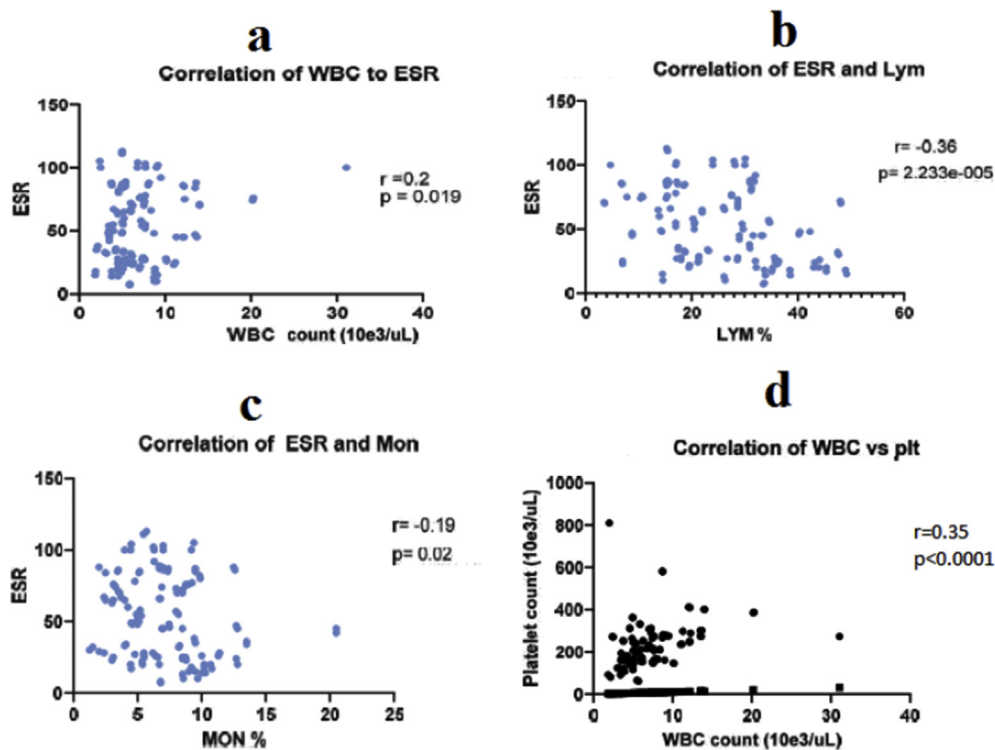 a
Correlation of WBC to ESR
150
100
50
0
ESR
r =0.2
p = 0.019
0 10 20 30 40
WBC count (10e3/uL)
b
Correlation of ESR and Lym
150
100
50
0
ESR
r= -0.36
p= 2.233e-005
0 20 40 60
LYM %
c
Correlation of ESR and Mon
150
100
50
0
ESR
r= -0.19
p= 0.02
0 5 10 15 20 25
MON %
d
Correlation of WBC vs plt
1000
800
600
400
200
0
Platelet count (10e3/uL)
r=0.35
p<0.0001
0 10 20 30 40
WBC count (10e3/uL)